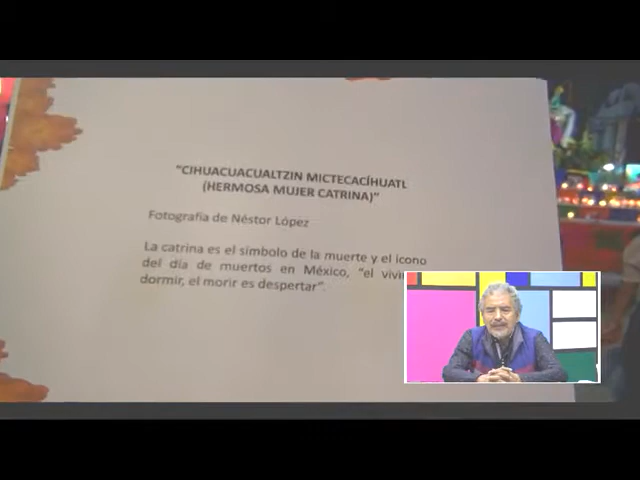 "CIHUACUACUALTZIN MICTECACÍHUATL
(HERMOSA MUJER CATRINA)"
Fotografía de Néstor López
La catrina es el símbolo de la muerte y el icono
del día de muertos en México, "el vivi
dormir, el morir es despertar".